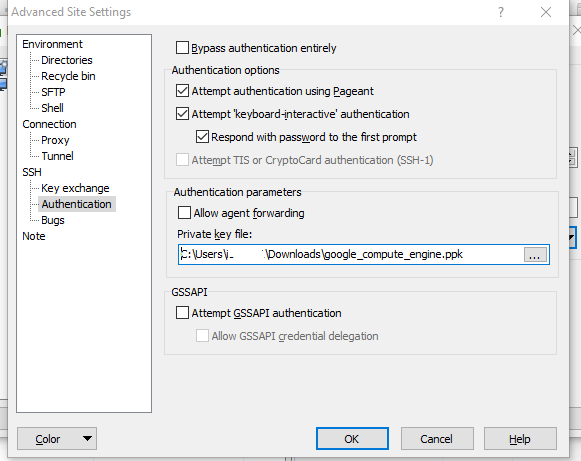 Advanced Site Settings
Environment
Directories
Recycle bin
SFTP
Shell
Connection
Proxy
Tunnel
SSH
Key exchange
Authentication
Bugs
Note
Bypass authentication entirely
Authentication options
Attempt authentication using Pageant
Attempt 'keyboard-interactive' authentication
Respond with password to the first prompt
Attempt TIS or CryptoCard authentication (SSH-1)
Authentication parameters
Allow agent forwarding
Private key file:
C:\Users\ \Downloads\google_compute_engine.ppk
...
GSSAPI
Attempt GSSAPI authentication
Allow GSSAPI credential delegation
Color
OK
Cancel
Help